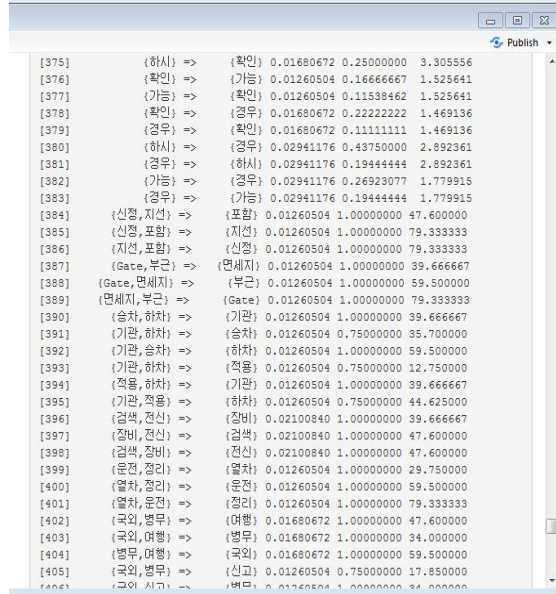 Publish
[375] {하시} => {확인} 0.01680672 0.25000000 3.305556
[376] {확인} => {가능} 0.01260504 0.16666667 1.525641
[377] {가능} => {확인} 0.01260504 0.11538462 1.525641
[378] {확인} => {경우} 0.01680672 0.22222222 1.469136
[379] {경우} => {확인} 0.01680672 0.11111111 1.469136
[380] {하시} => {경우} 0.02941176 0.43750000 2.892361
[381] {경우} => {하시} 0.02941176 0.19444444 2.892361
[382] {가능} => {경우} 0.02941176 0.26923077 1.779915
[383] {경우} => {가능} 0.02941176 0.19444444 1.779915
[384] {신정,지선} => {포함} 0.01260504 1.00000000 47.600000
[385] {신정,포함} => {지선} 0.01260504 1.00000000 79.333333
[386] {지선,포함} => {신정} 0.01260504 1.00000000 79.333333
[387] {Gate,부근} => {면세지} 0.01260504 1.00000000 39.666667
[388] {Gate,면세지} => {부근} 0.01260504 1.00000000 59.500000
[389] {면세지,부근} => {Gate} 0.01260504 1.00000000 79.333333
[390] {승차,하차} => {기관} 0.01260504 1.00000000 39.666667
[391] {기관,하차} => {승차} 0.01260504 0.75000000 35.700000
[392] {기관,승차} => {하차} 0.01260504 1.00000000 59.500000
[393] {기관,하차} => {적용} 0.01260504 0.75000000 12.750000
[394] {적용,하차} => {기관} 0.01260504 1.00000000 39.666667
[395] {기관,적용} => {하차} 0.01260504 0.75000000 44.625000
[396] {검색,전신} => {장비} 0.02100840 1.00000000 39.666667
[397] {장비,전신} => {검색} 0.02100840 1.00000000 47.600000
[398] {검색,장비} => {전신} 0.02100840 1.00000000 47.600000
[399] {운전,정리} => {열차} 0.01260504 1.00000000 29.750000
[400] {열차,정리} => {운전} 0.01260504 1.00000000 59.500000
[401] {열차,운전} => {정리} 0.01260504 1.00000000 79.333333
[402] {국외,병무} => {여행} 0.01680672 1.00000000 47.600000
[403] {국외,여행} => {병무} 0.01680672 1.00000000 34.000000
[404] {병무,여행} => {국외} 0.01680672 1.00000000 59.500000
[405] {국외,병무} => {신고} 0.01260504 0.75000000 17.850000
[406] {국외,신고} => {병무} 0.01260504 1.00000000 34.000000